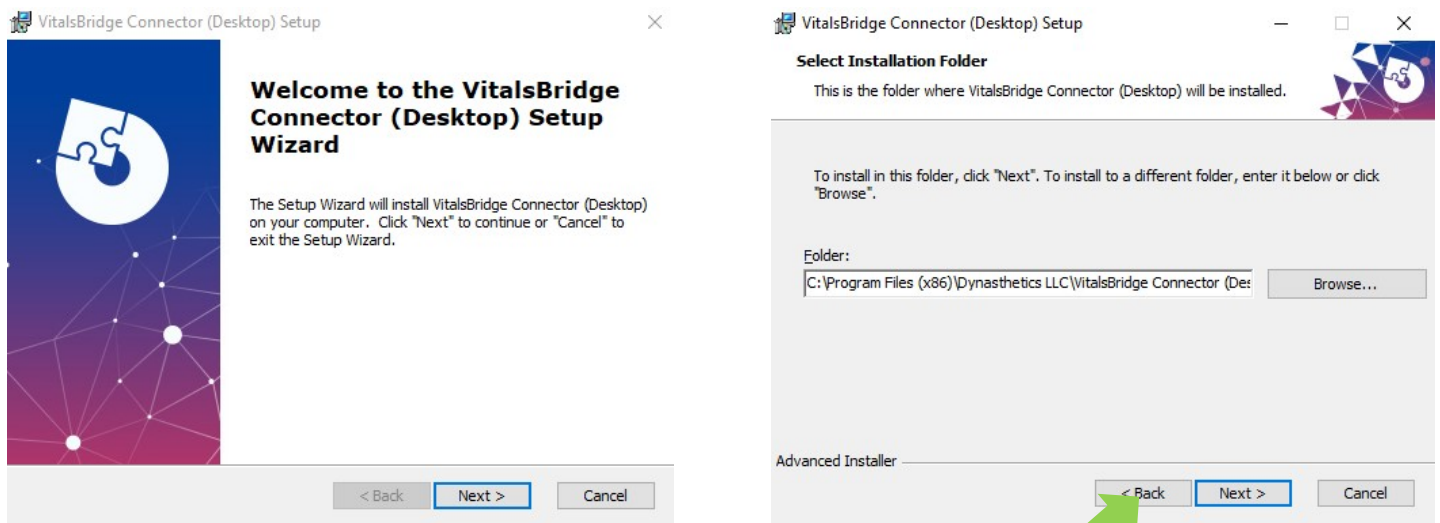 VitalsBridge Connector (Desktop) Setup
Welcome to the VitalsBridge
Connector (Desktop) Setup
Wizard
The Setup Wizard will install VitalsBridge Connector (Desktop)
on your computer. Click "Next" to continue or "Cancel" to
exit the Setup Wizard.
< Back Next > Cancel
VitalsBridge Connector (Desktop) Setup
Select Installation Folder
This is the folder where VitalsBridge Connector (Desktop) will be installed.
To install in this folder, click "Next". To install to a different folder, enter it below or click
"Browse".
Folder:
C:\Program Files (x86)\Dynasthetics LLC\VitalsBridge Connector (Des
Browse...
Advanced Installer
< Back Next > Cancel